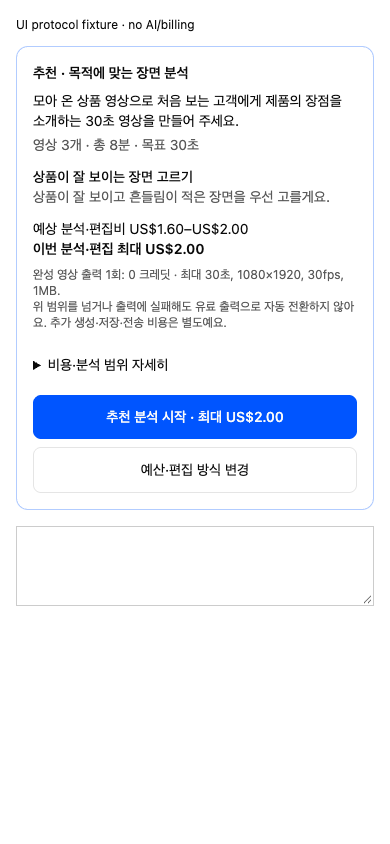 UI protocol fixture · no AI/billing
추천 · 목적에 맞는 장면 분석
모아 온 상품 영상으로 처음 보는 고객에게 제품의 장점을
소개하는 30초 영상을 만들어 주세요.
영상 3개 · 총 8분 · 목표 30초
상품이 잘 보이는 장면 고르기
상품이 잘 보이고 흔들림이 적은 장면을 우선 고를게요.
예상 분석·편집비 US$1.60–US$2.00
이번 분석·편집 최대 US$2.00
완성 영상 출력 1회: 0 크레딧 · 최대 30초, 1080×1920, 30fps,
1MB.
위 범위를 넘거나 출력에 실패해도 유료 출력으로 자동 전환하지 않아
요. 추가 생성·저장·전송 비용은 별도예요.
▶ 비용·분석 범위 자세히
추천 분석 시작 · 최대 US$2.00
예산·편집 방식 변경